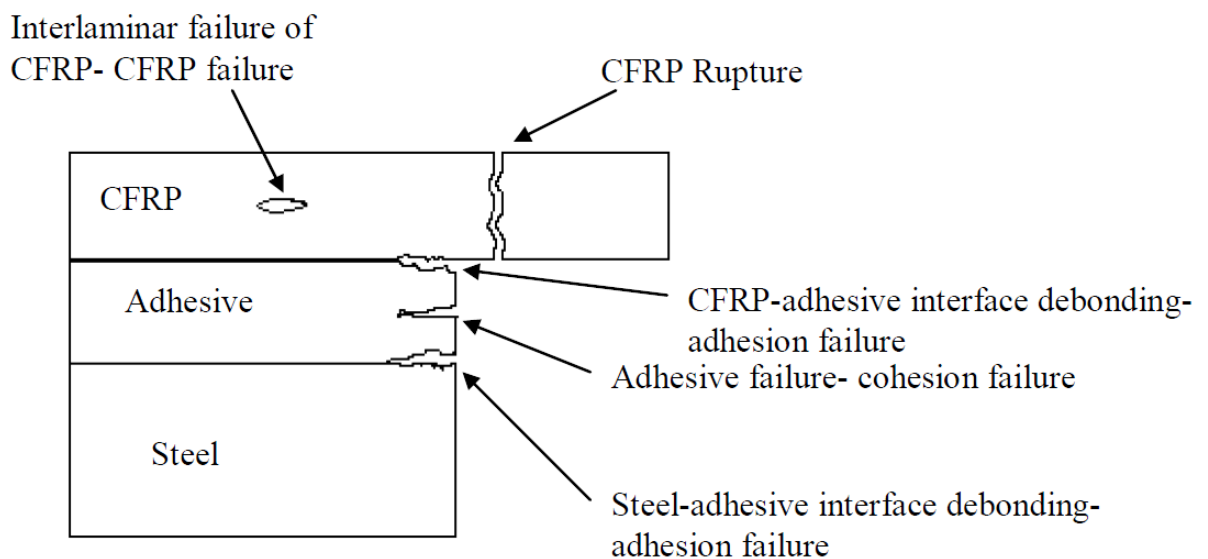 Interlaminar failure of
CFRP- CFRP failure
CFRP Rupture
CFRP
Adhesive
CFRP-adhesive interface debonding-
adhesion failure
Adhesive failure- cohesion failure
Steel
Steel-adhesive interface debonding-
adhesion failure